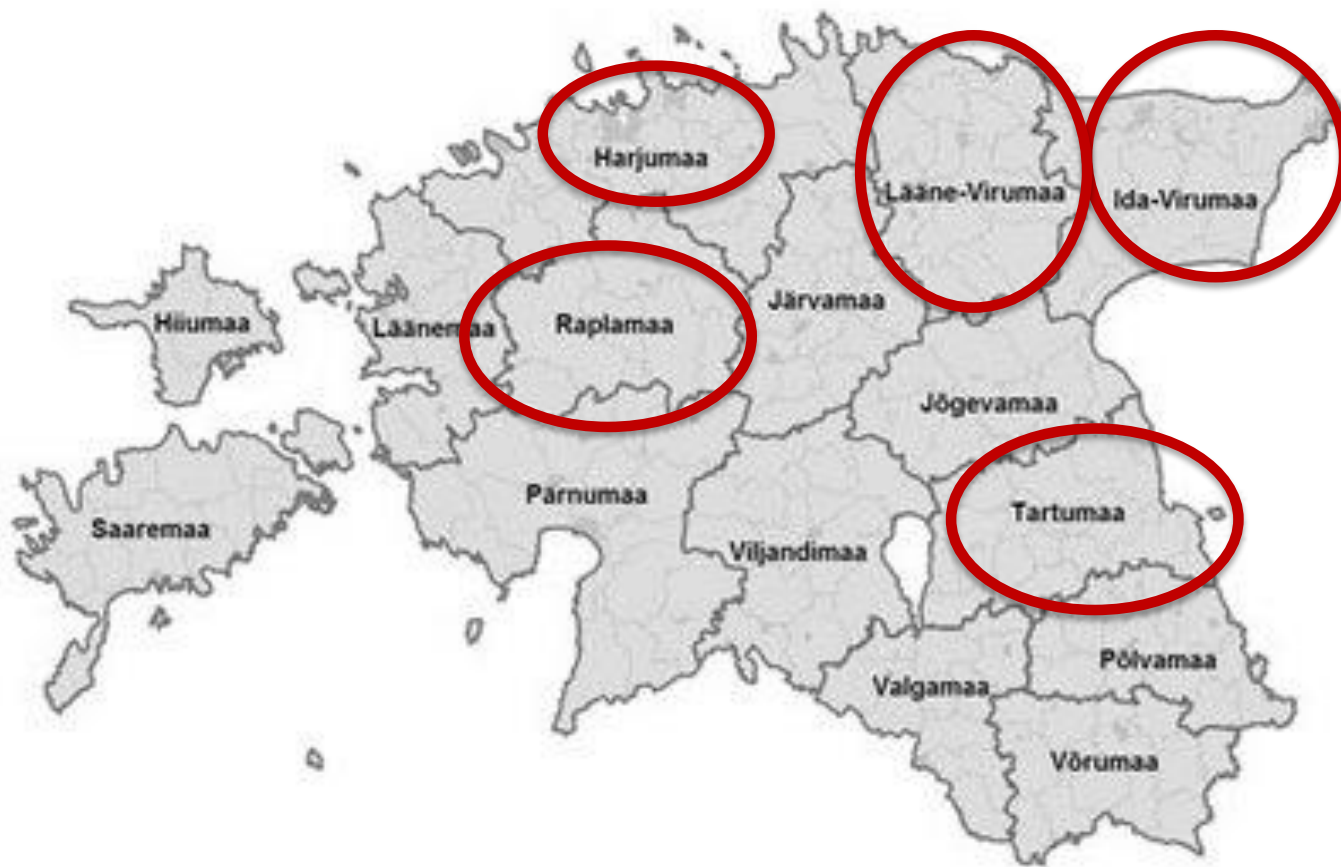 Harjumaa
Lääne-Virumaa
Ida-Virumaa
Hiiumaa
Läänemaa
Raplamaa
Järvamaa
Jõgevamaa
Saaremaa
Pärnumaa
Viljandimaa
Tartumaa
Valgamaa
Põlvamaa
Võrumaa